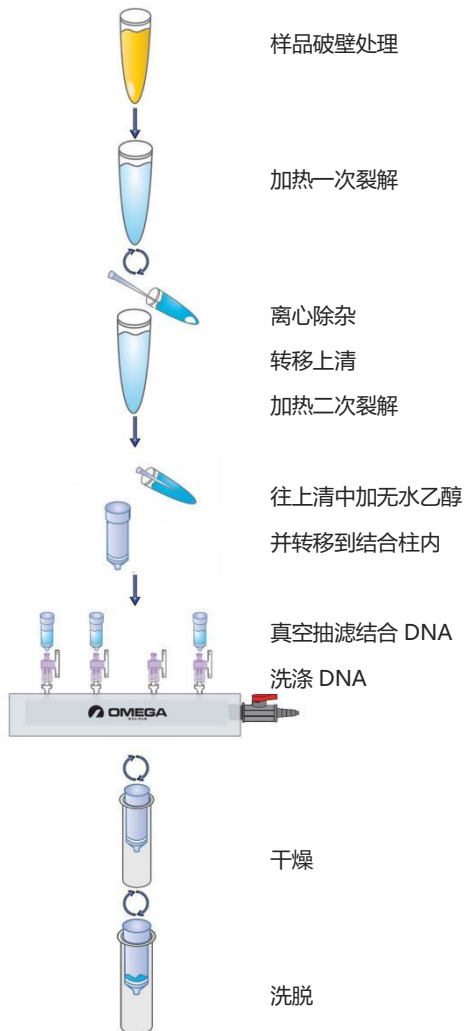 样品破壁处理
加热一次裂解
离心除杂
转移上清
加热二次裂解
往上清中加无水乙醇
并转移到结合柱内
真空抽滤结合 DNA
洗涤 DNA
OMEGA
干燥
洗脱